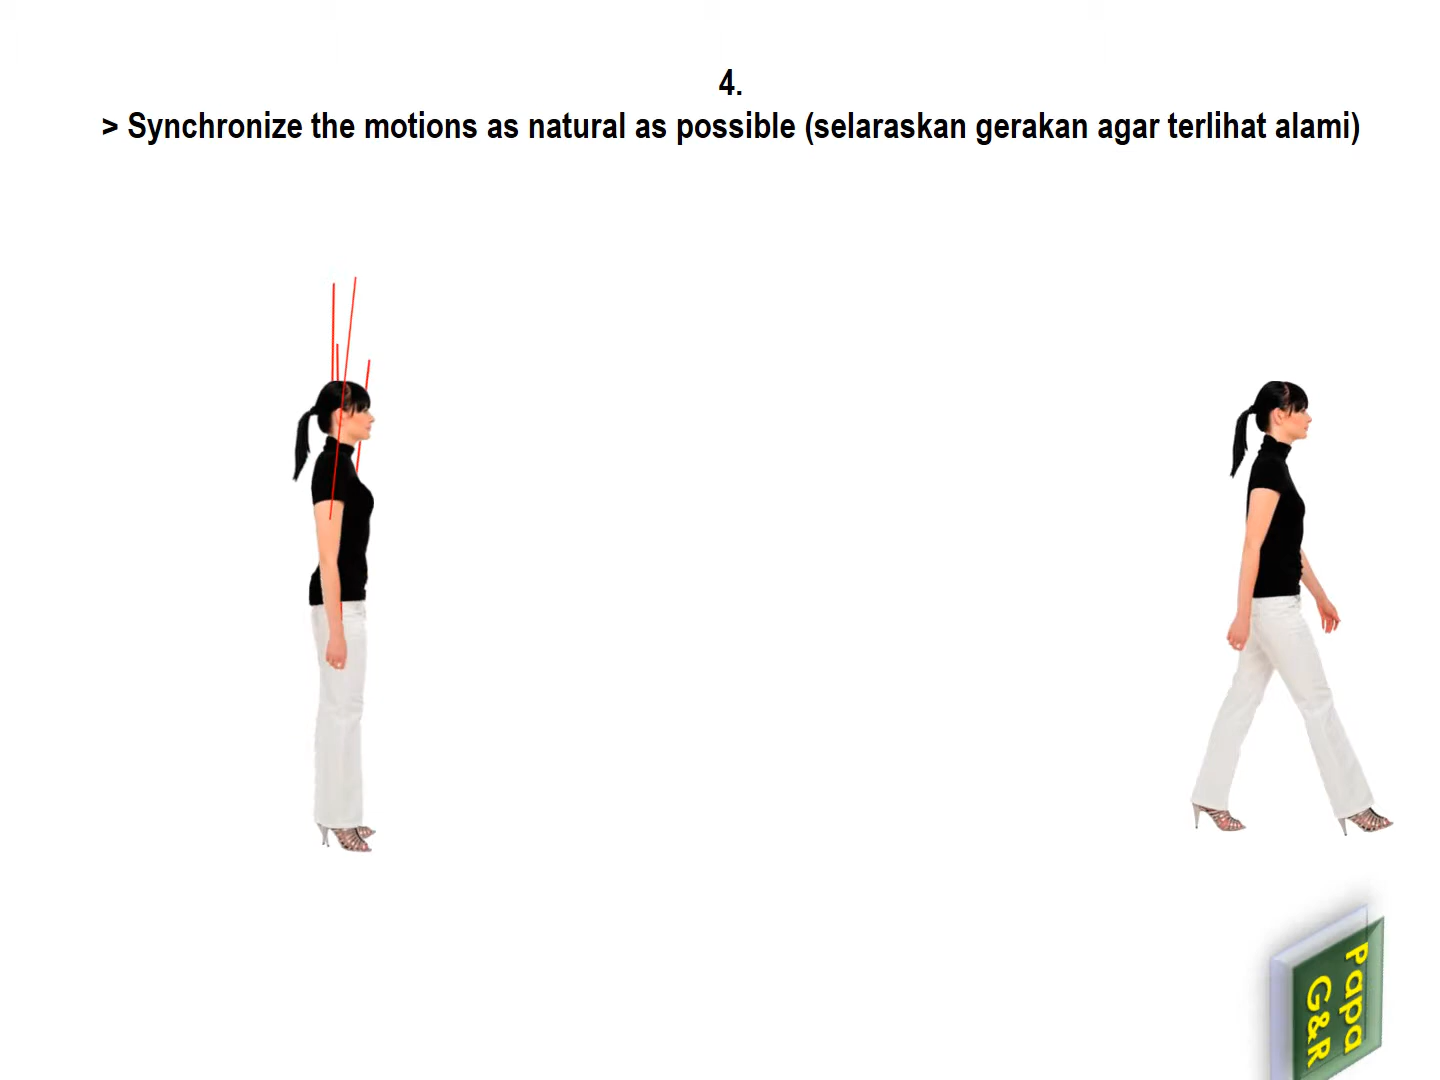 4.
> Synchronize the motions as natural as possible (selaraskan gerakan agar terlihat alami)
Papa
G&R